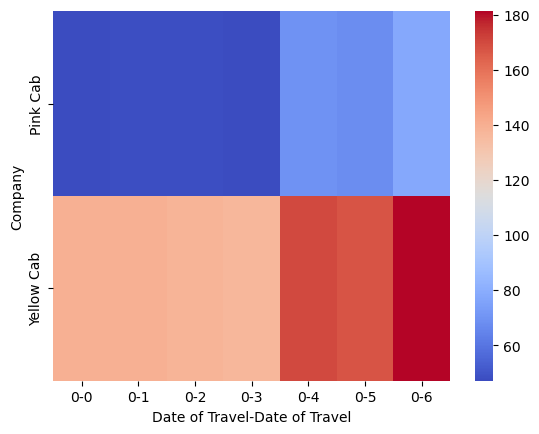 Company
Pink Cab
Yellow Cab
0-0 0-1 0-2 0-3 0-4 0-5 0-6
Date of Travel-Date of Travel
180
160
140
120
100
80
60